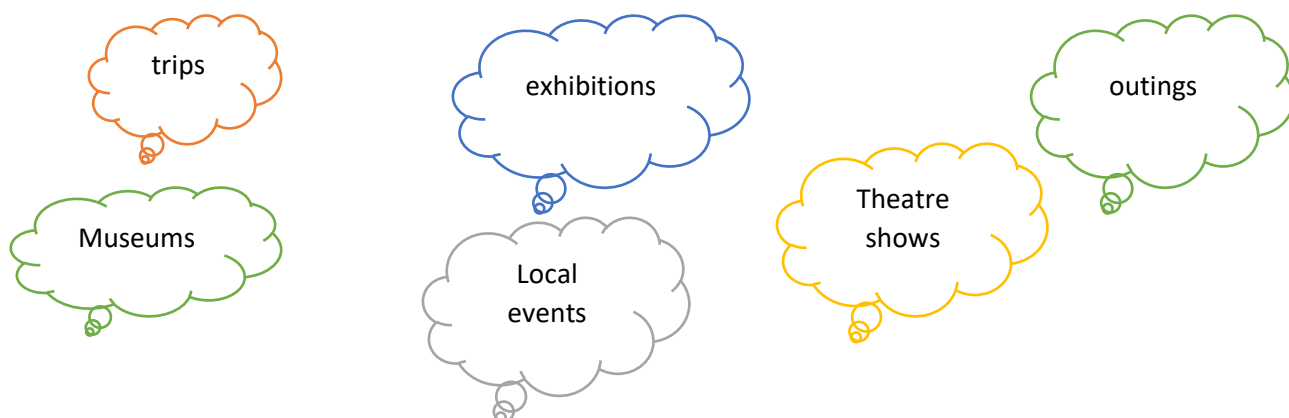 trips
exhibitions
outings
Museums
Theatre
shows
Local
events